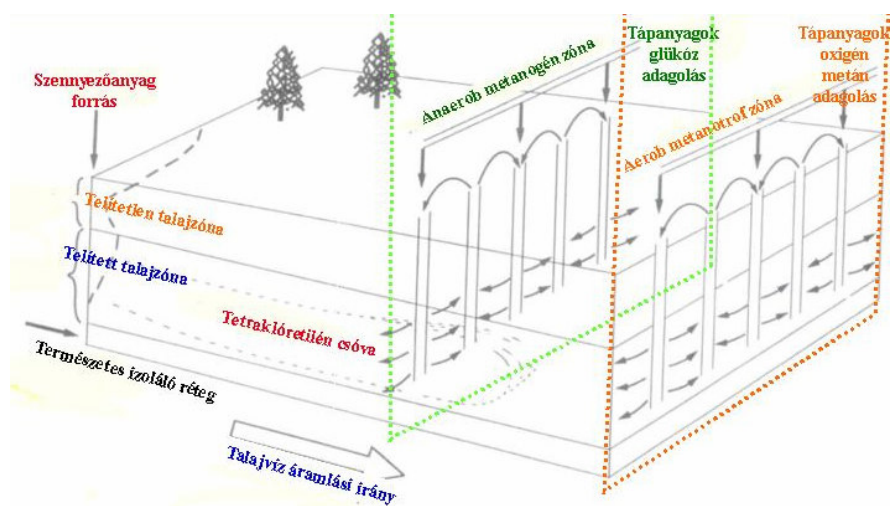 Szennyezőanyag
forrás
Anaerob metanogén zóna
Tápanyagok
glükóz
adagolás
Tápanyagok
oxigén
metán
adagolás
Aerob metanotrof zóna
Telítetlen talajzóna
Telített talajzóna
Tetraklóretilén csóva
Természetes izoláló réteg
Talajvíz áramlási irány